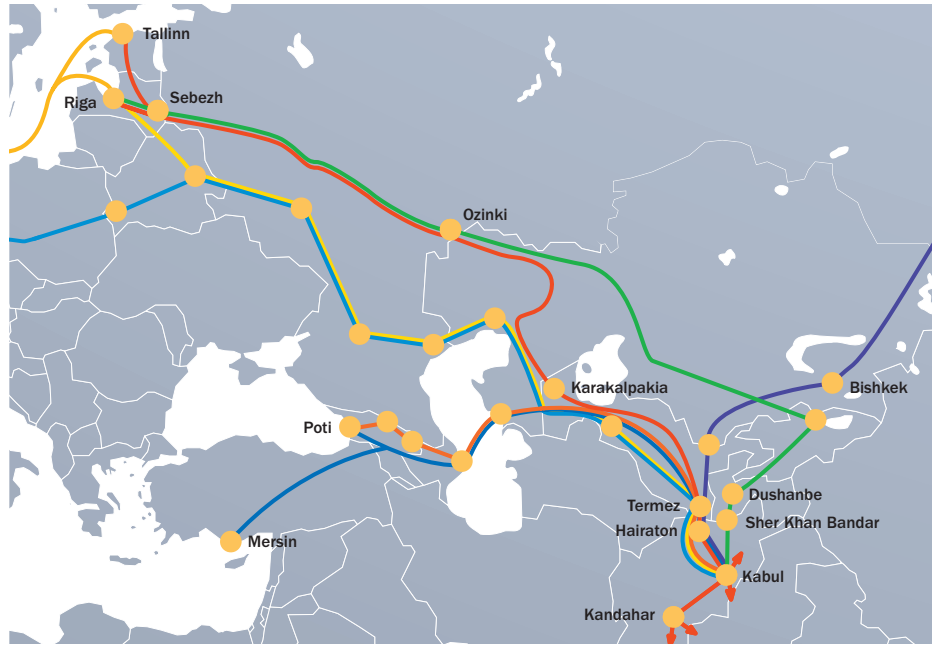 Tallinn
Sebezh
Riga
Ozinki
Karakalpakia
Bishkek
Poti
Dushanbe
Termez
Sher Khan Bandar
Hairaton
Mersin
Kabul
Kandahar